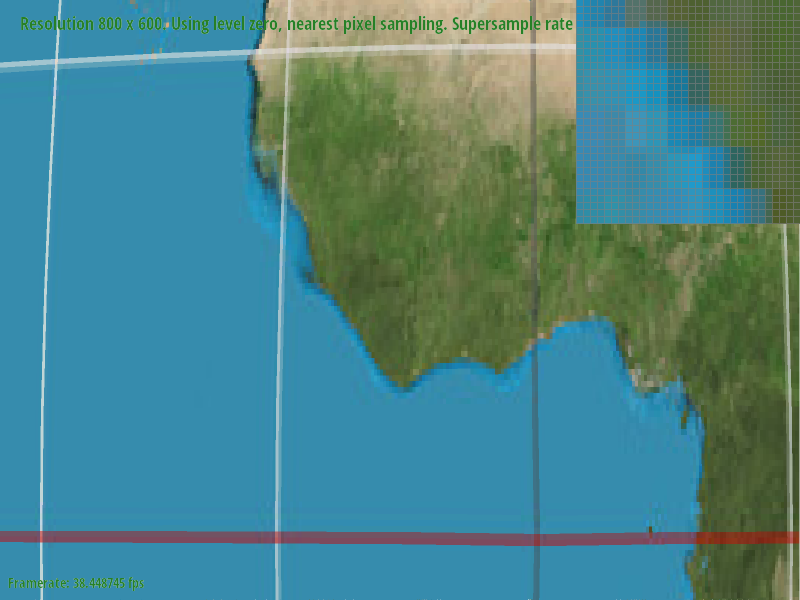 Resolution 800 x 600. Using level zero, nearest pixel sampling. Supersample rate
Framerate: 38.448745 fps